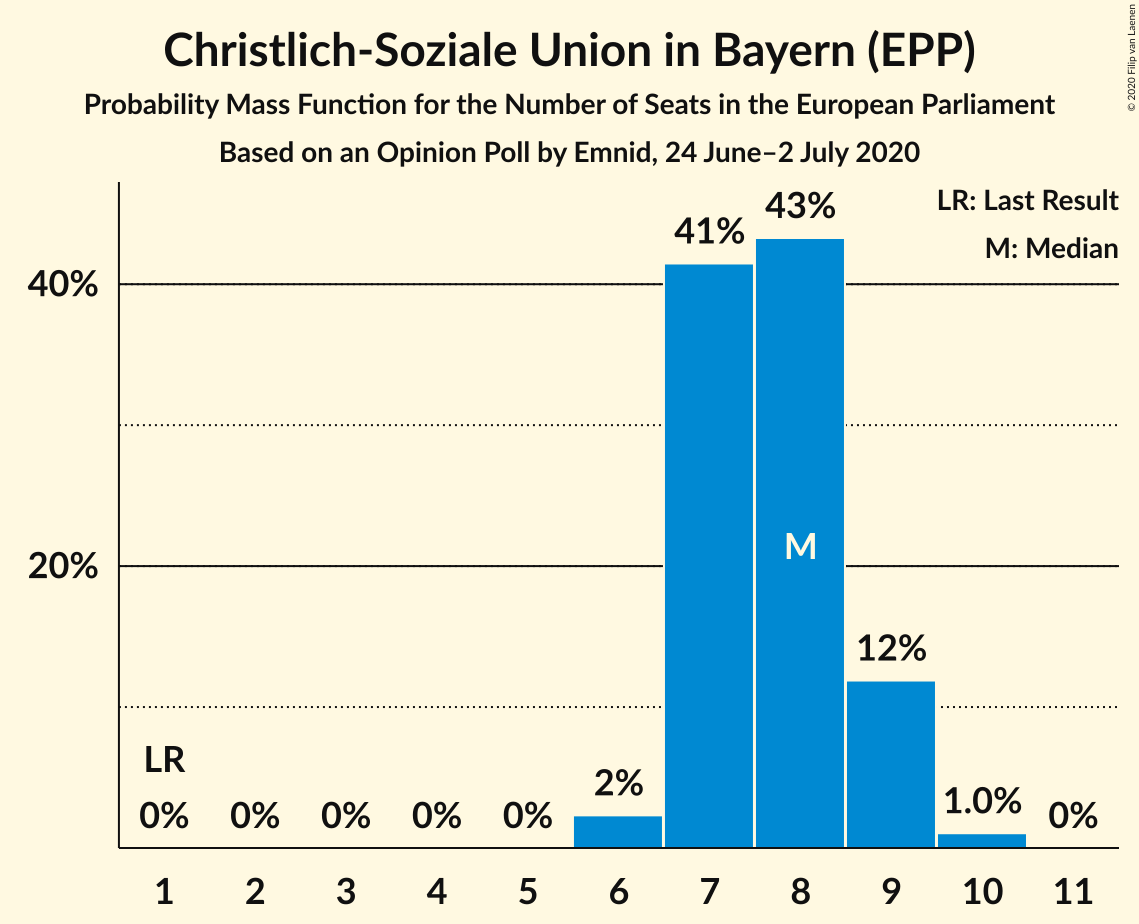 Christlich-Soziale Union in Bayern (EPP)
Probability Mass Function for the Number of Seats in the European Parliament
Based on an Opinion Poll by Emnid, 24 June–2 July 2020
© 2020 Filip van Laenen
LR: Last Result
M: Median
40%
20%
LR
0%
0%
0%
0%
0%
2%
41%
43%
M
12%
1.0%
0%
1 2 3 4 5 6 7 8 9 10 11